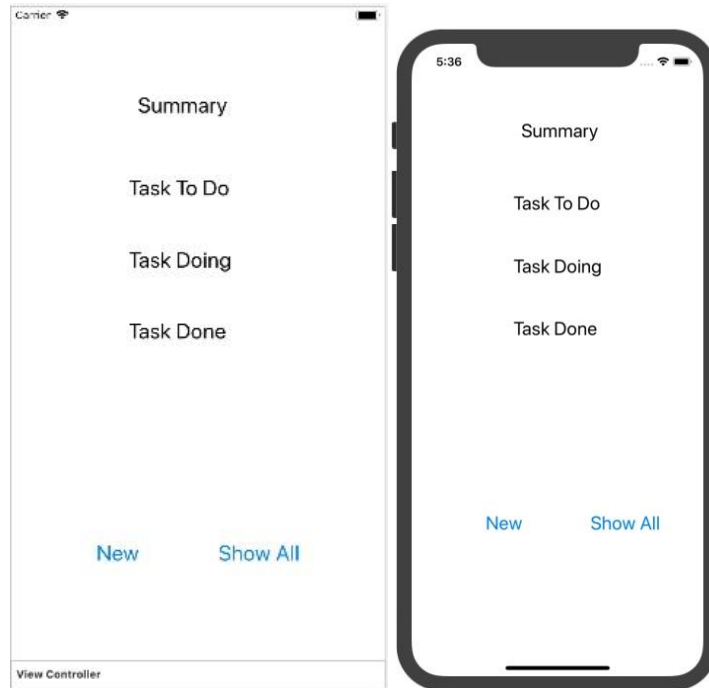 Carrier
Summary
Task To Do
Task Doing
Task Done
New Show All
View Controller
5:36
Summary
Task To Do
Task Doing
Task Done
New Show All